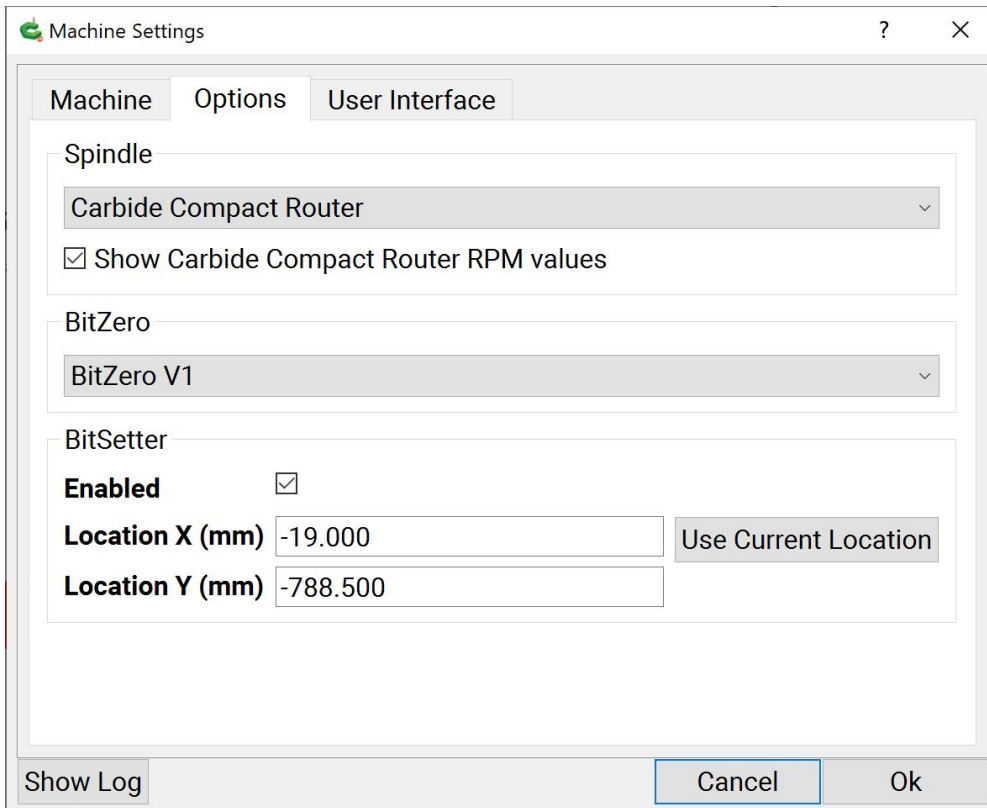 Machine Settings
?
Machine Options User Interface
Spindle
Carbide Compact Router
Show Carbide Compact Router RPM values
BitZero
BitZero V1
BitSetter
Enabled
Location X (mm) -19.000 Use Current Location
Location Y (mm) -788.500
Show Log Cancel Ok